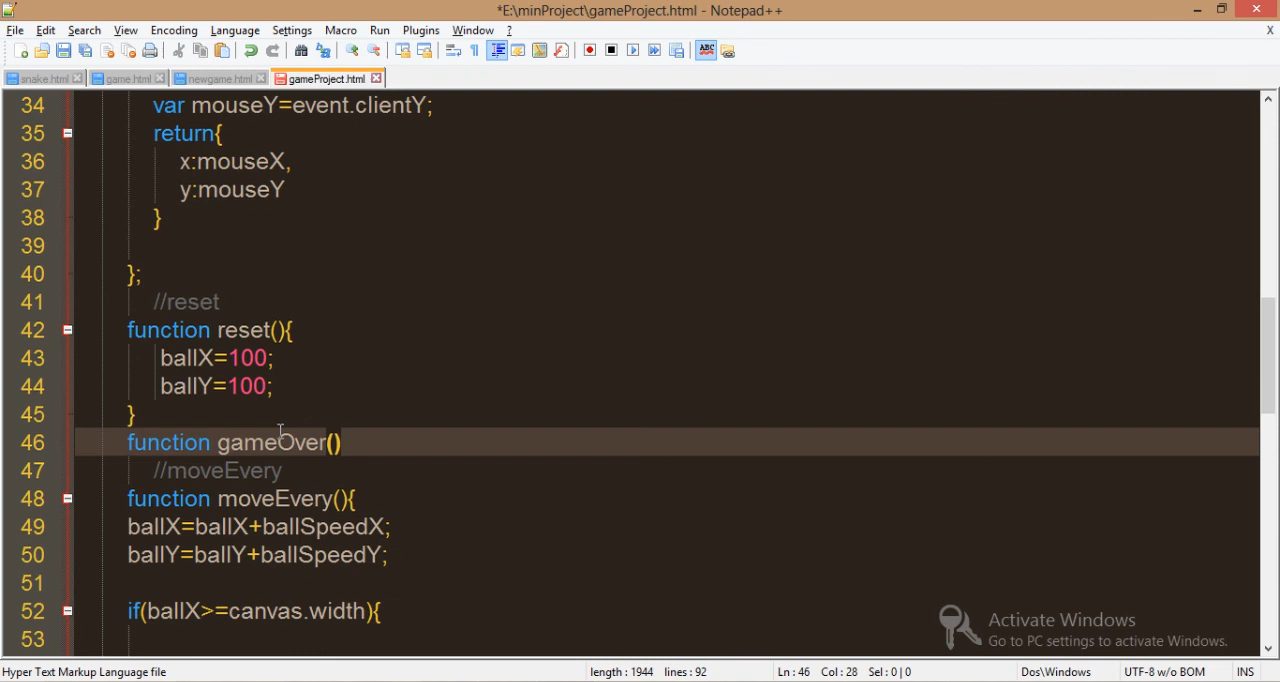 *E:\minProject\gameProject.html - Notepad++
File Edit Search View Encoding Language Settings Macro Run Plugins Window ? X
snake.html game.html newgame.html gameProject.html
34 var mouseY=event.clientY;
35 return{
36 x:mouseX,
37 y:mouseY
38 }
39
40 };
41 //reset
42 function reset(){
43 ballX=100;
44 ballY=100;
45 }
46 function gameOver()
47 //moveEvery
48 function moveEvery(){
49 ballX=ballX+ballSpeedX;
50 ballY=ballY+ballSpeedY;
51
52 if(ballX>=canvas.width){
53
Activate Windows
Go to PC settings to activate Windows.
Hyper Text Markup Language file length : 1944 lines : 92 Ln : 46 Col : 28 Sel : 0 | 0 Dos\Windows UTF-8 w/o BOM INS